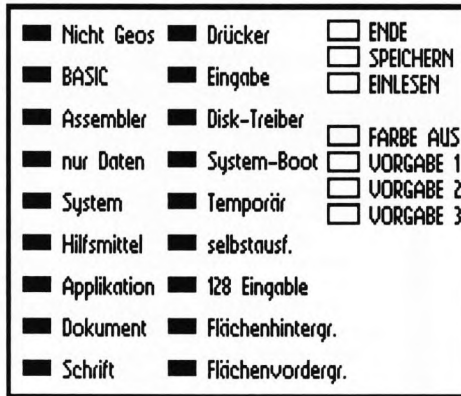 Nicht Geos
BASIC
Assembler
nur Daten
System
Hilfsmittel
Applikation
Dokument
Schrift
Drücker
Eingabe
Disk-Treiber
System-Boot
Temporär
selbstausf.
128 Eingable
Flächenhintergr.
Flächenvordergr.
ENDE
SPEICHERN
EINLESEN
FARBE AUS
VORGABE 1
VORGABE 2
VORGABE 3